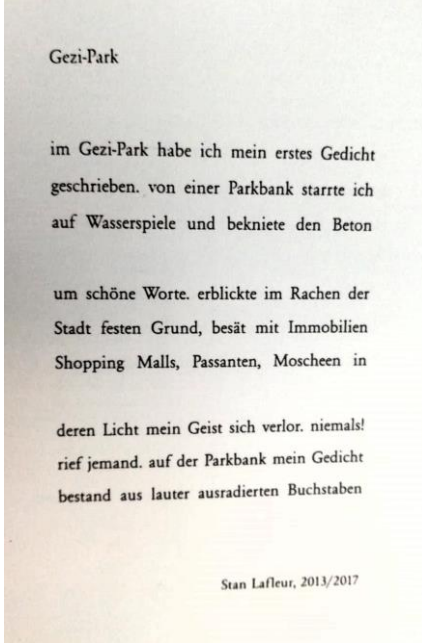 Gezi-Park
im Gezi-Park habe ich mein erstes Gedicht
geschrieben. von einer Parkbank starrte ich
auf Wasserspiele und bekniete den Beton
um schöne Worte. erblickte im Rachen der
Stadt festen Grund, besät mit Immobilien
Shopping Malls, Passanten, Moscheen in
deren Licht mein Geist sich verlor. niemals!
rief jemand. auf der Parkbank mein Gedicht
bestand aus lauter ausradierten Buchstaben
Stan Lafleur, 2013/2017